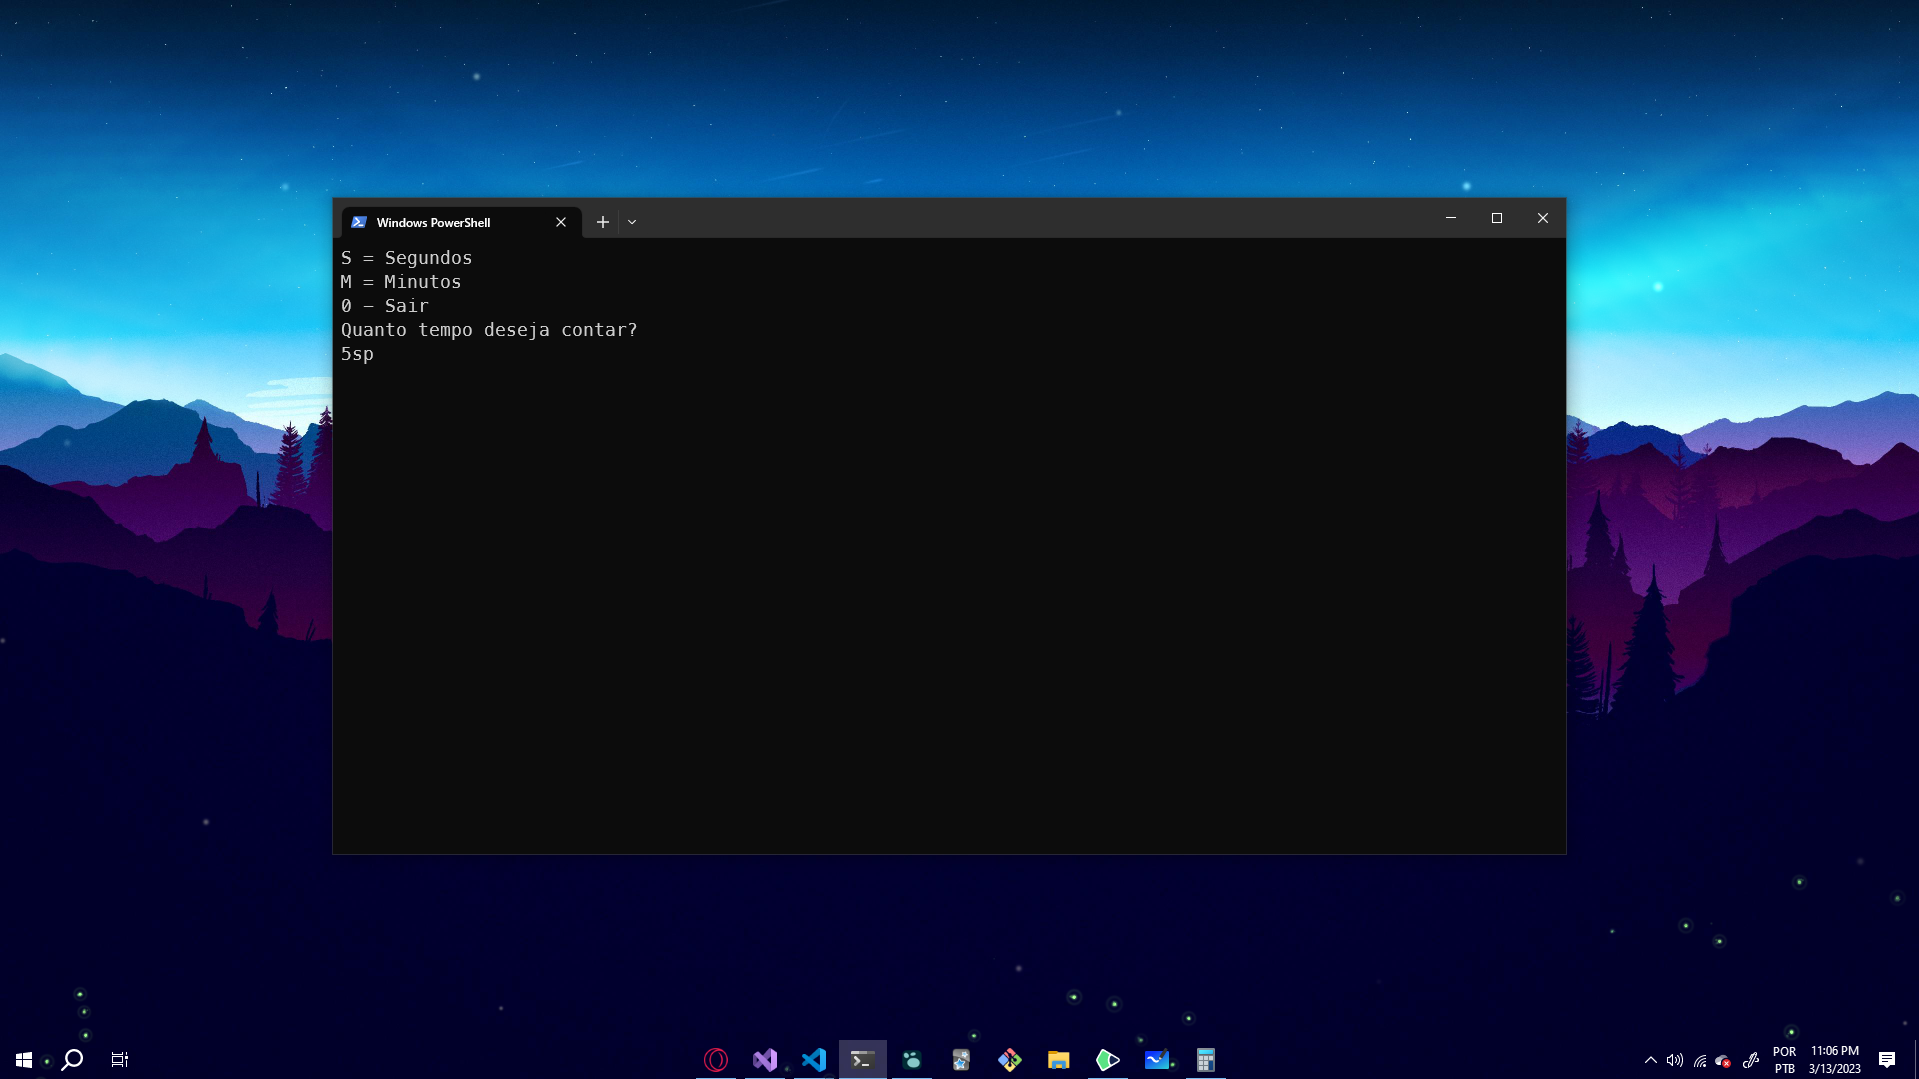 Windows PowerShell
S = Segundos
M = Minutos
0 - Sair
Quanto tempo deseja contar?
5sp
POR
PTB
11:06 PM
3/13/2023